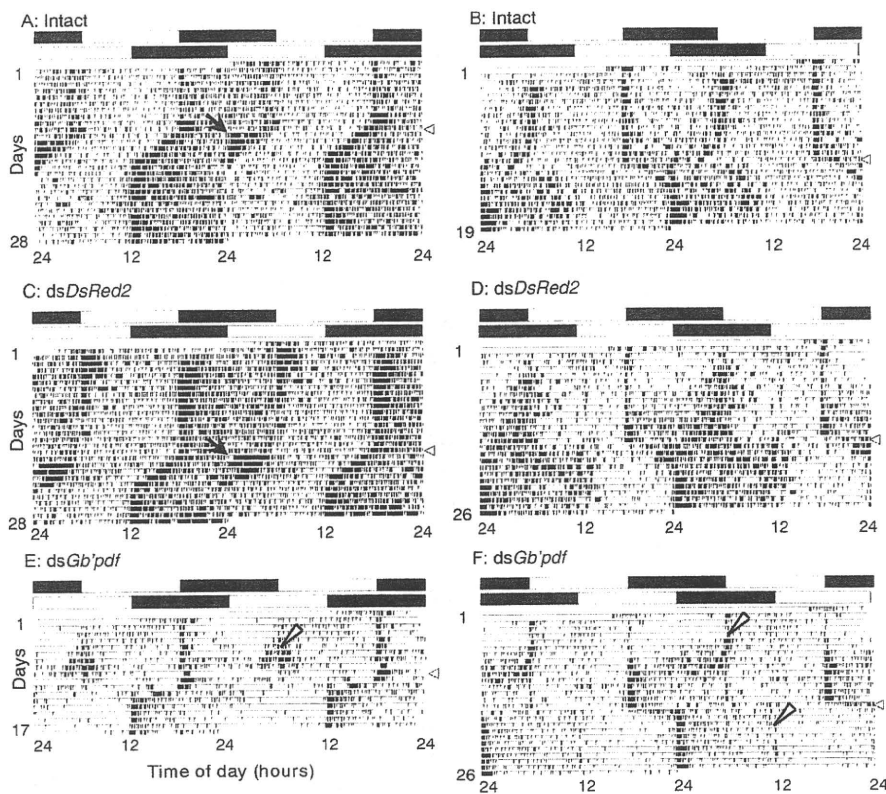 A: Intact
B: Intact
1
Days
28
24 12 24 12 24
1
19
24 12 24 12 24
C: dsDsRed2
D: dsDsRed2
1
Days
28
24 12 24 12 24
1
26
24 12 24 12 24
E: dsGb'pdf
F: dsGb'pdf
1
Days
17
24 12 24 12 24
Time of day (hours)
1
26
24 12 24 12 24